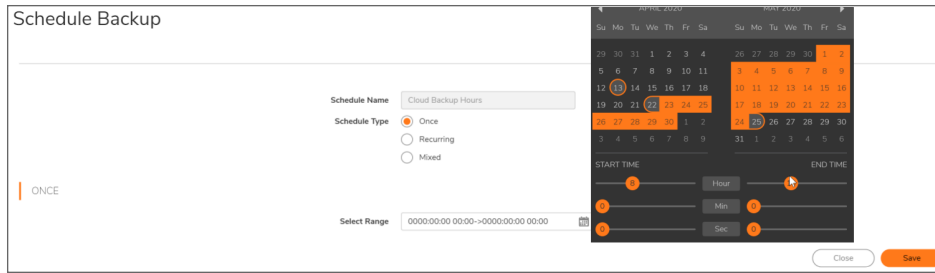 Schedule Backup
APRIL 2020 MAY 2020
Su Mo Tu We Th Fr Sa Su Mo Tu We Th Fr Sa
29 30 31 1 2 3 4 26 27 28 29 30 1 2
5 6 7 8 9 10 11 3 4 5 6 7 8 9
12 13 14 15 16 17 18 10 11 12 13 14 15 16
19 20 21 22 23 24 25 17 18 19 20 21 22 23
26 27 28 29 30 1 2 24 25 26 27 28 29 30
3 4 5 6 7 8 9 31 1 2 3 4 5 6
Schedule Name Cloud Backup Hours
Schedule Type Once
Recurring
Mixed
START TIME END TIME
8 Hour
0 Min 0
0 Sec 0
ONCE
Select Range 0000:00:00 00:00->0000:00:00 00:00
Close Save